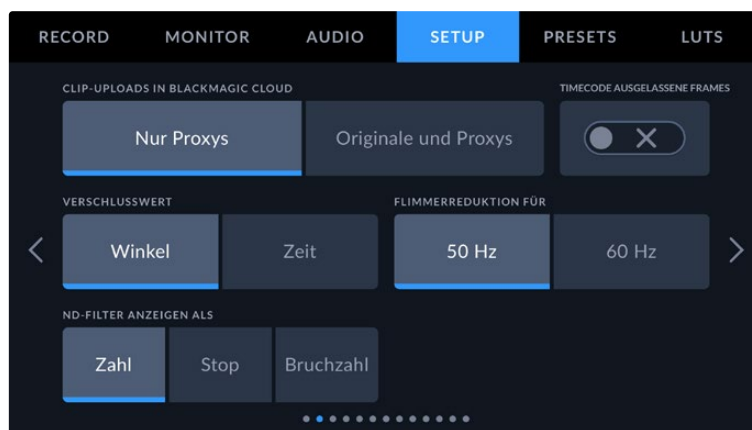 RECORD MONITOR AUDIO SETUP PRESETS LUTS
CLIP-UPLOADS IN BLACKMAGIC CLOUD TIMECODE AUSGELASSENE FRAMES
Nur Proxys Originale und Proxys
VERSCHLUSSWERT FLIMMERREDUKTION FÜR
Winkel Zeit 50 Hz 60 Hz
ND-FILTER ANZEIGEN ALS
Zahl Stop Bruchzahl